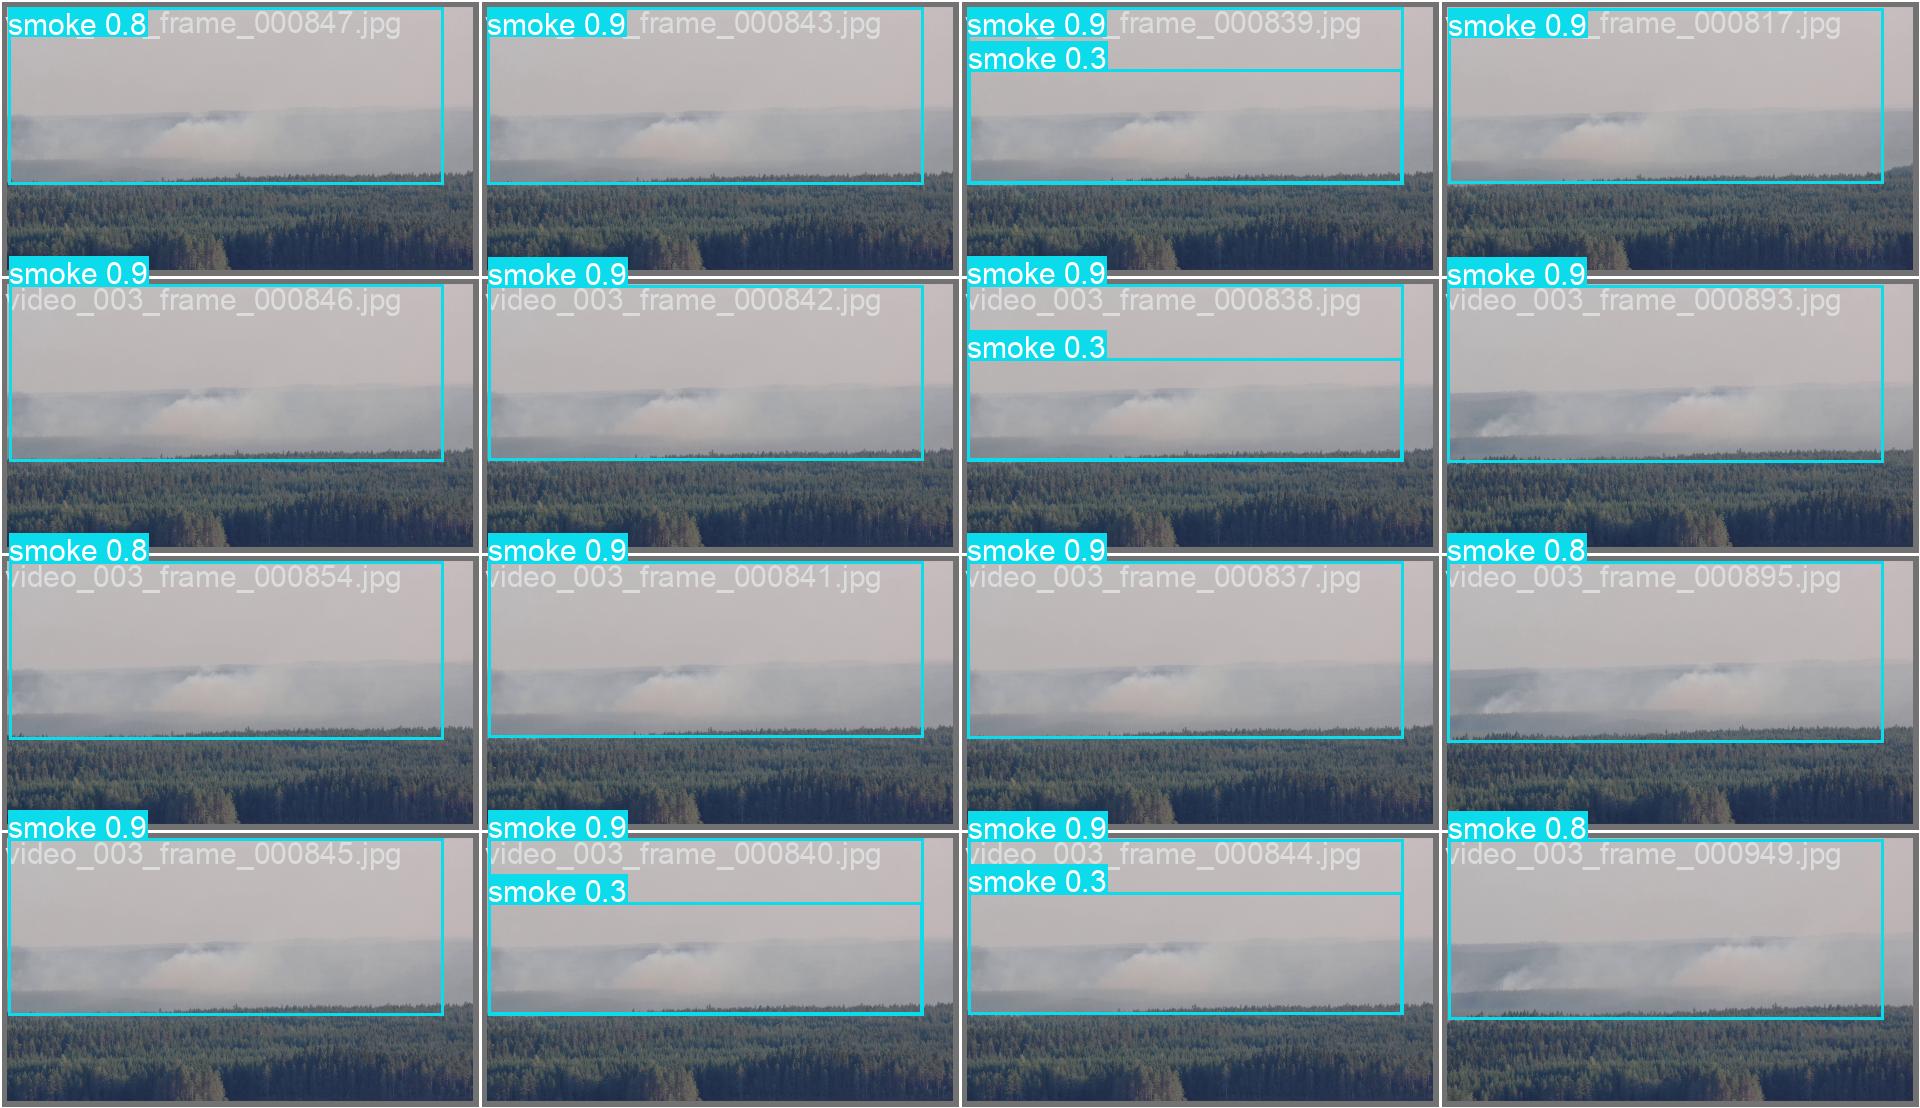 smoke 0.8 _frame_000847.jpg
smoke 0.9 _frame_000843.jpg
smoke 0.9 _frame_000839.jpg
smoke 0.3
smoke 0.9 _frame_000817.jpg
smoke 0.9
video_003_frame_000846.jpg
smoke 0.9
video_003_frame_000842.jpg
smoke 0.9
video_003_frame_000838.jpg
smoke 0.3
smoke 0.9
video_003_frame_000893.jpg
smoke 0.8
video_003_frame_000854.jpg
smoke 0.9
video_003_frame_000841.jpg
smoke 0.9
video_003_frame_000837.jpg
smoke 0.8
video_003_frame_000895.jpg
smoke 0.9
video_003_frame_000845.jpg
smoke 0.9
video_003_frame_000840.jpg
smoke 0.3
smoke 0.9
video_003_frame_000844.jpg
smoke 0.3
smoke 0.8
video_003_frame_000949.jpg